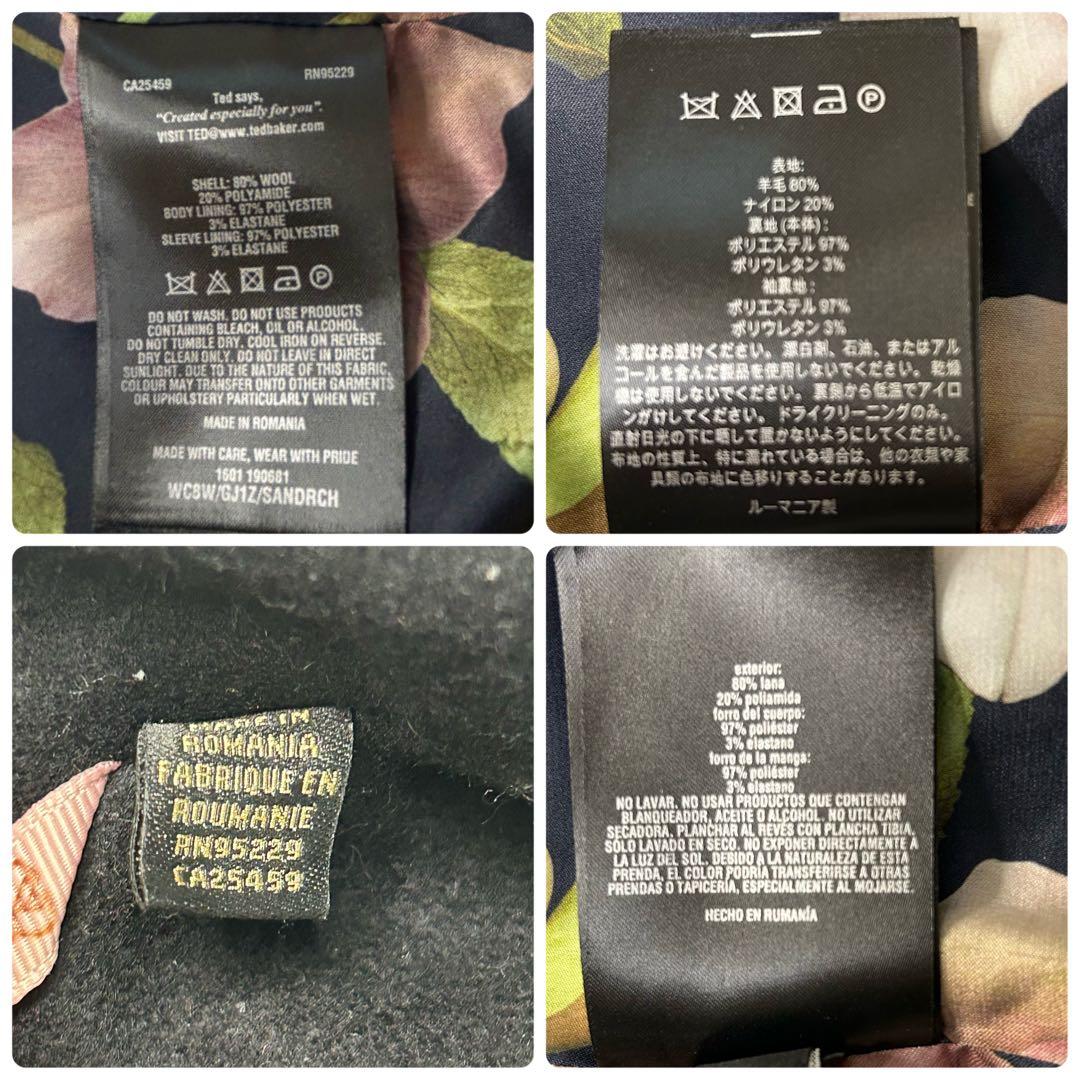 CA25459
RN95229
Ted says,
"Created especially for you".
VISIT TED@www.tedbaker.com
SHELL: 80% WOOL
20% POLYAMIDE
BODY LINING: 97% POLYESTER
3% ELASTANE
SLEEVE LINING: 97% POLYESTER
3% ELASTANE
DO NOT WASH. DO NOT USE PRODUCTS
CONTAINING BLEACH, OIL OR ALCOHOL.
DO NOT TUMBLE DRY. COOL IRON ON REVERSE.
DRY CLEAN ONLY. DO NOT LEAVE IN DIRECT
SUNLIGHT. DUE TO THE NATURE OF THIS FABRIC,
COLOUR MAY TRANSFER ONTO OTHER GARMENTS
OR UPHOLSTERY PARTICULARLY WHEN WET.
MADE IN ROMANIA
MADE WITH CARE, WEAR WITH PRIDE
1601 190681
WC8W/GJ1Z/SANDRCH
P
表地:
羊毛 80%
ナイロン 20%
裏地 (本体) :
ポリエステル 97%
ポリウレタン 3%
袖裏地:
ポリエステル 97%
ポリウレタン 3%
洗濯はお避けください。漂白剤、石油、またはアル
コールを含んだ製品を使用しないでください。乾燥
機は使用しないでください。裏側から低温でアイロ
ンがけしてください。ドライクリーニングのみ。
直射日光の下に晒して置かないようにしてください。
布地の性質上、特に濡れている場合は、他の衣類や家
具類の布地に色移りすることがあります。
ルーマニア製
E
MADE IN
ROMANIA
FABRIQUE EN
ROUMANIE
RN95229
CA25459
exterior:
80% lana
20% poliamida
forro del cuerpo:
97% poliéster
3% elastano
forro de la manga:
97% poliéster
3% elastano
NO LAVAR. NO USAR PRODUCTOS QUE CONTENGAN
BLANQUEADOR, ACEITE O ALCOHOL. NO UTILIZAR
SECADORA, PLANCHAR AL REVÉS CON PLANCHA TIBIA,
SÓLO LAVADO EN SECO. NO EXPONER DIRECTAMENTE A
LA LUZ DEL SOL. DEBIDO A LA NATURALEZA DE ESTA
PRENDA, EL COLOR PODRÍA TRANSFERIRSE A OTRAS
PRENDAS O TAPICERÍA, ESPECIALMENTE AL MOJARSE.
HECHO EN RUMANÍA